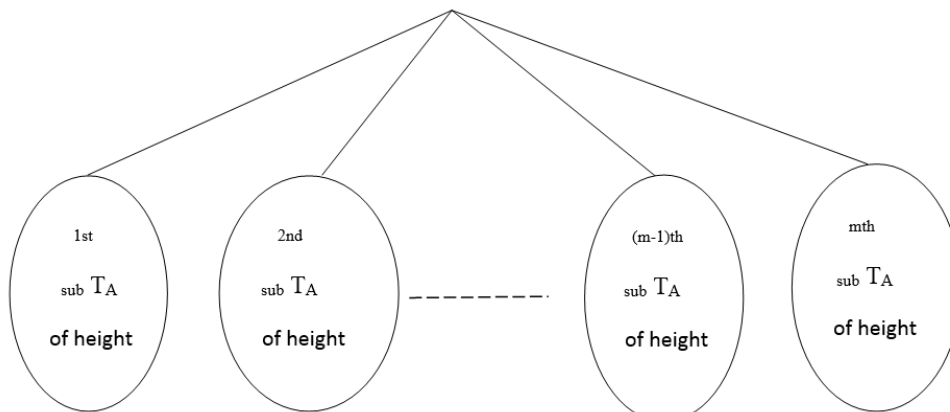 1st
sub TA
of height
2nd
sub TA
of height
(m-1)th
sub TA
of height
mth
sub TA
of height